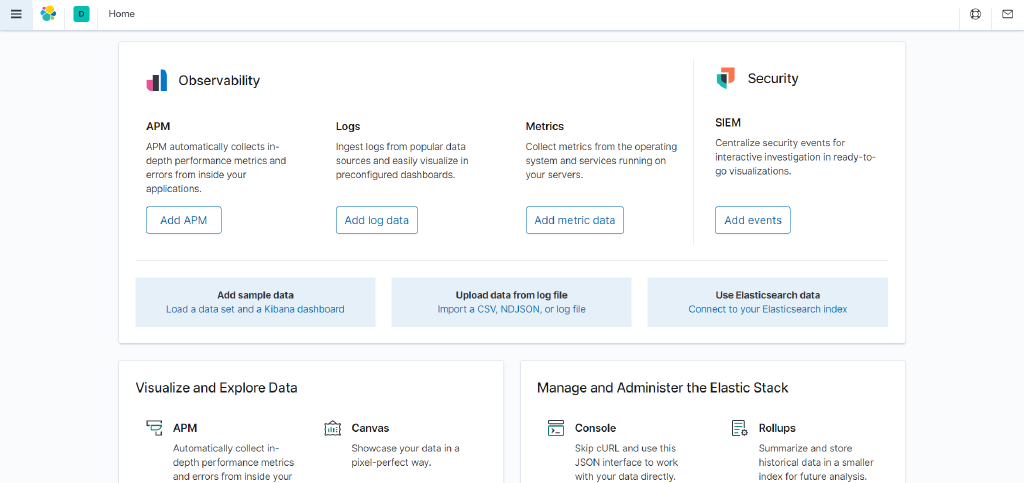 D Home
Observability
Security
APM
APM automatically collects in-
depth performance metrics and
errors from inside your
applications.
Add APM
Logs
Ingest logs from popular data
sources and easily visualize in
preconfigured dashboards.
Add log data
Metrics
Collect metrics from the operating
system and services running on
your servers.
Add metric data
SIEM
Centralize security events for
interactive investigation in ready-to-
go visualizations.
Add events
Add sample data
Load a data set and a Kibana dashboard
Upload data from log file
Import a CSV, NDJSON, or log file
Use Elasticsearch data
Connect to your Elasticsearch index
Visualize and Explore Data
APM
Automatically collect in-
depth performance metrics
and errors from inside your
Canvas
Showcase your data in a
pixel-perfect way.
Manage and Administer the Elastic Stack
Console
Skip cURL and use this
JSON interface to work
with your data directly.
Rollups
Summarize and store
historical data in a smaller
index for future analysis.